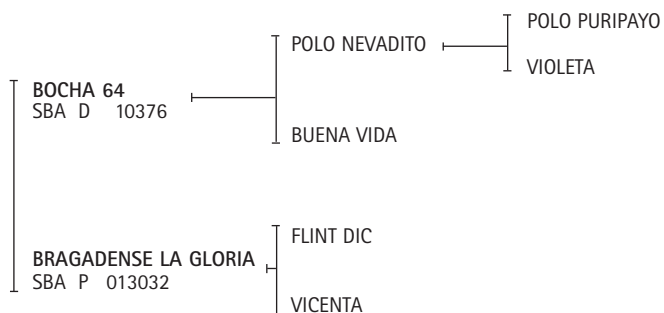 POLO PURIPAYO
POLO NEVADITO
VIOLETA
BOCHA 64
SBA D 10376
BUENA VIDA
FLINT DIC
BRAGADENSE LA GLORIA
SBA P 013032
VICENTA